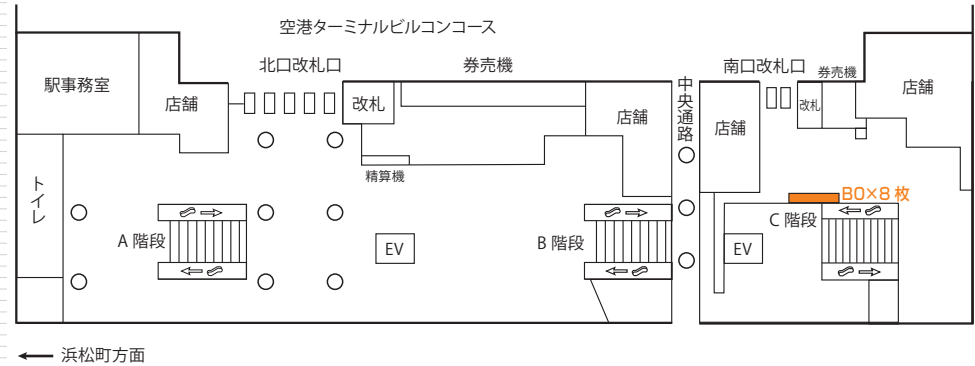 空港ターミナルビルコンコース
北口改札口
券売機
南口改札口
券売機
中央通路
駅事務室
店舗
改札
店舗
店舗
改札
店舗
精算機
トイレ
BO×8 枚
A 階段
B 階段
C 階段
EV
EV
浜松町方面